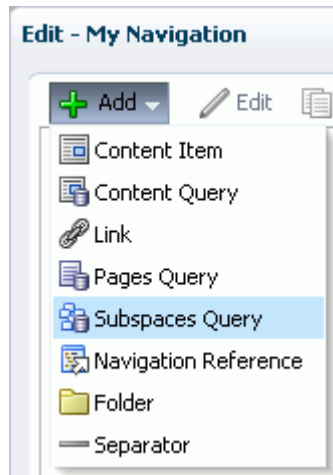 Edit - My Navigation
Add Edit
Content Item
Content Query
Link
Pages Query
Subspaces Query
Navigation Reference
Folder
Separator